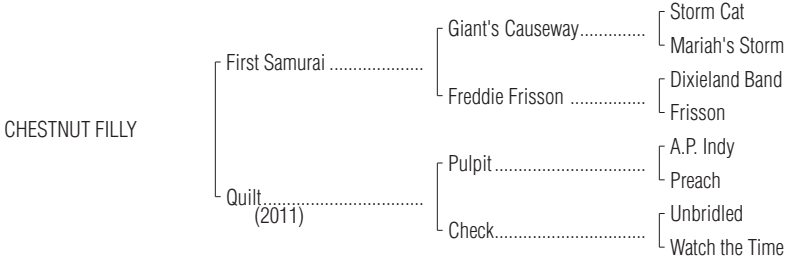 CHESTNUT FILLY
First Samurai ....................
Quilt..................................
(2011)
Giant's Causeway..............
Freddie Frisson ................
Pulpit................................
Check................................
Storm Cat
Mariah's Storm
Dixieland Band
Frisson
A.P. Indy
Preach
Unbridled
Watch the Time